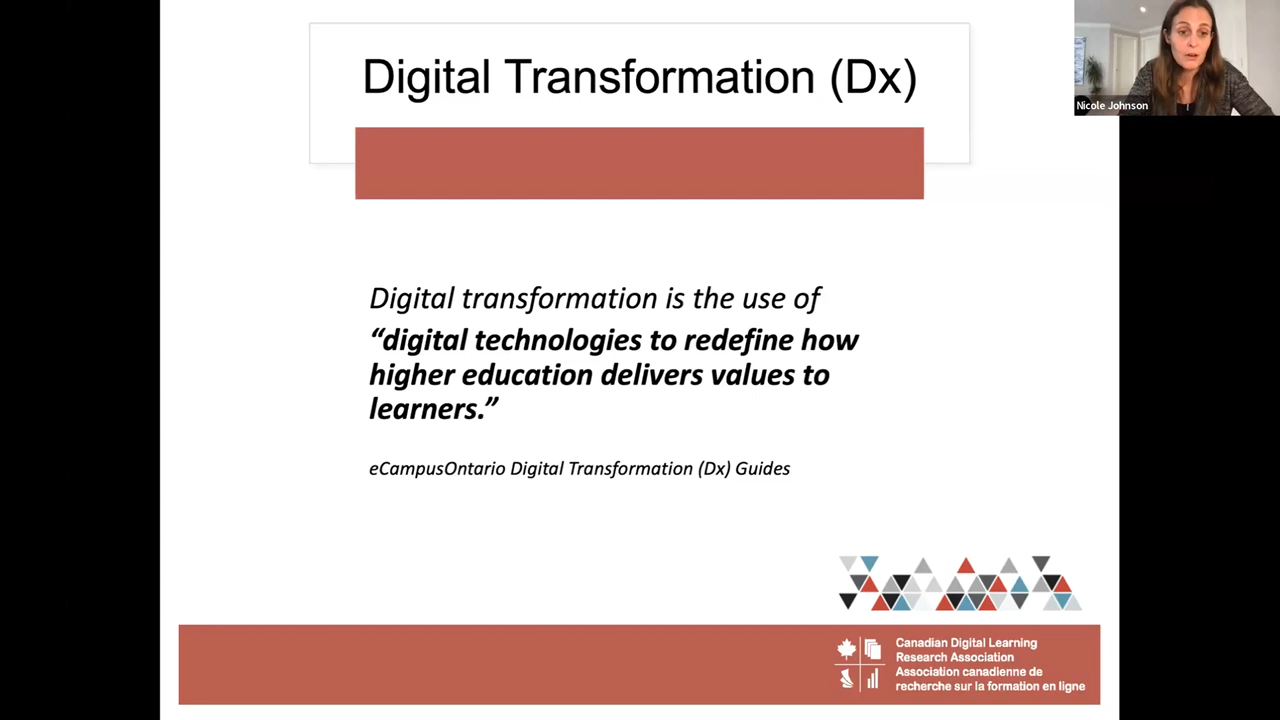 Digital Transformation (Dx)
Nicole Johnson
Digital transformation is the use of
“digital technologies to redefine how
higher education delivers values to
learners.”
eCampusOntario Digital Transformation (Dx) Guides
Canadian Digital Learning
Research Association
Association canadienne de
recherche sur la formation en ligne